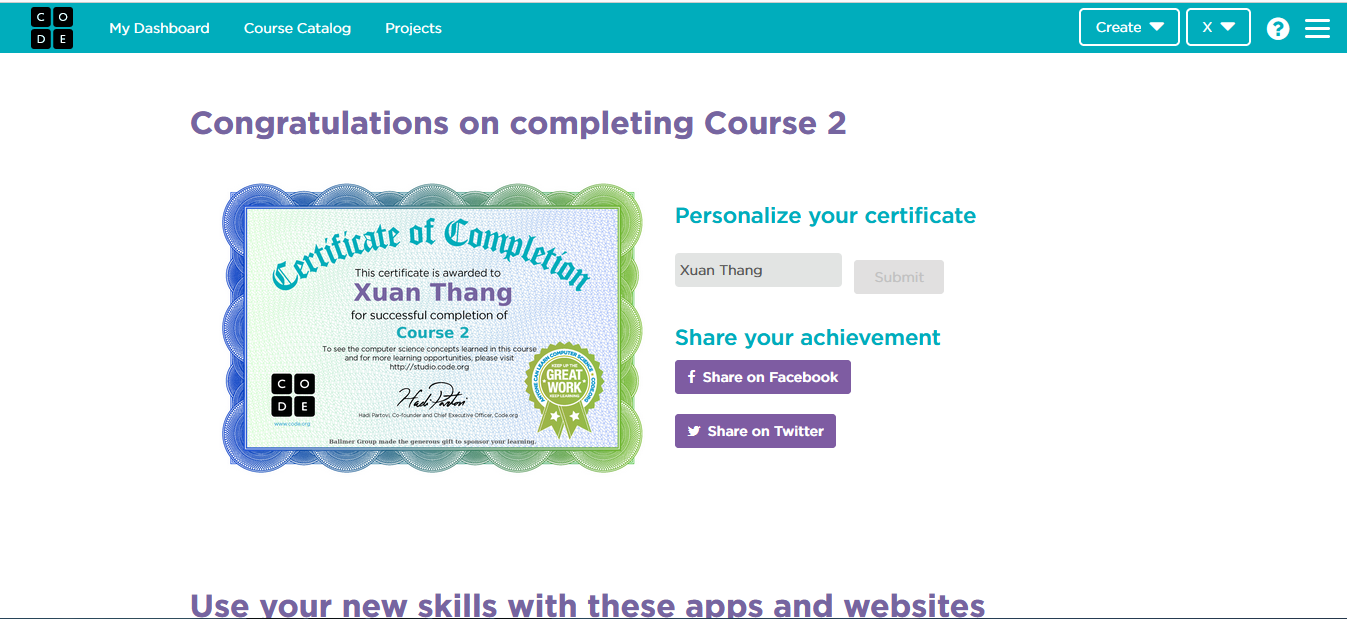 C O
D E
My Dashboard
Course Catalog
Projects
Create
X
?
Congratulations on completing Course 2
Certificate of Completion
This certificate is awarded to
Xuan Thang
for successful completion of
Course 2
To see the computer science concepts learned in this course
and for more learning opportunities, please visit
http://studio.code.org
C O
D E
www.code.org
Hadi Partovi
Hadi Partovi, Co-founder and Chief Executive Officer, Code.org
Ballmer Group made the generous gift to sponsor your learning.
ANYONE CAN LEARN COMPUTER SCIENCE • CODE.ORG
KEEP UP THE
GREAT
WORK
KEEP LEARNING
Personalize your certificate
Xuan Thang
Submit
Share your achievement
f Share on Facebook
Share on Twitter
Use your new skills with these apps and websites